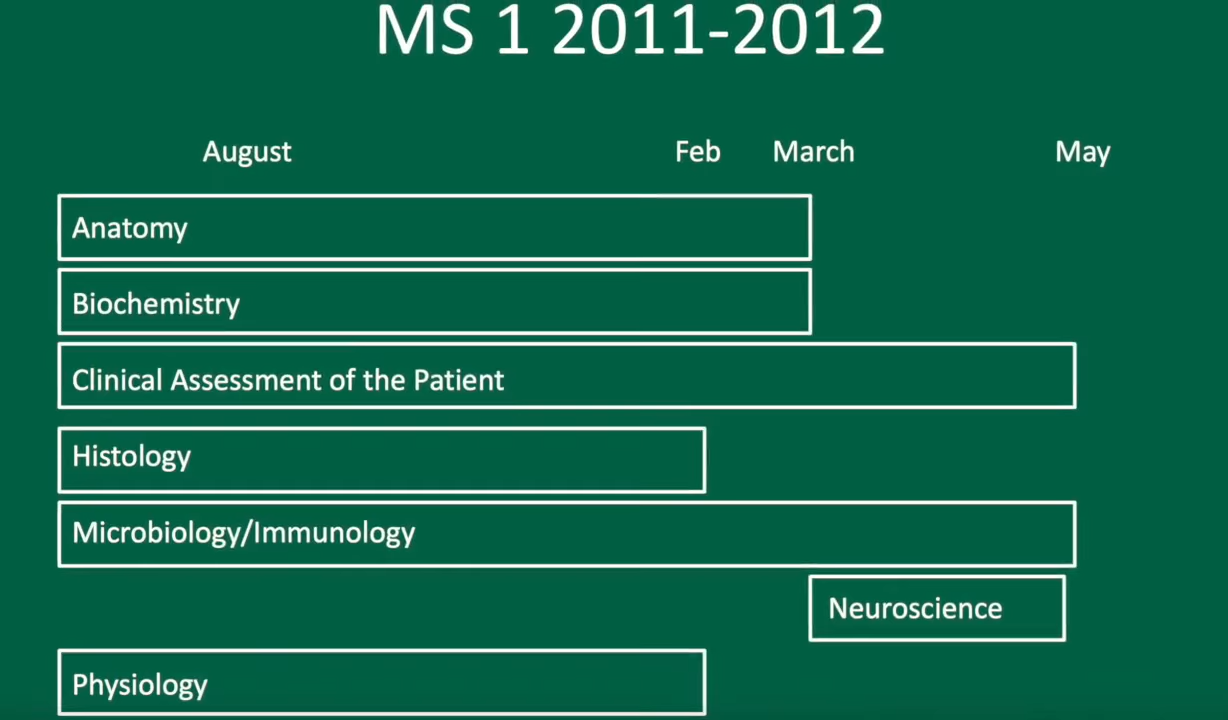 MS 1 2011-2012
August Feb March May
Anatomy
Biochemistry
Clinical Assessment of the Patient
Histology
Microbiology/Immunology
Neuroscience
Physiology